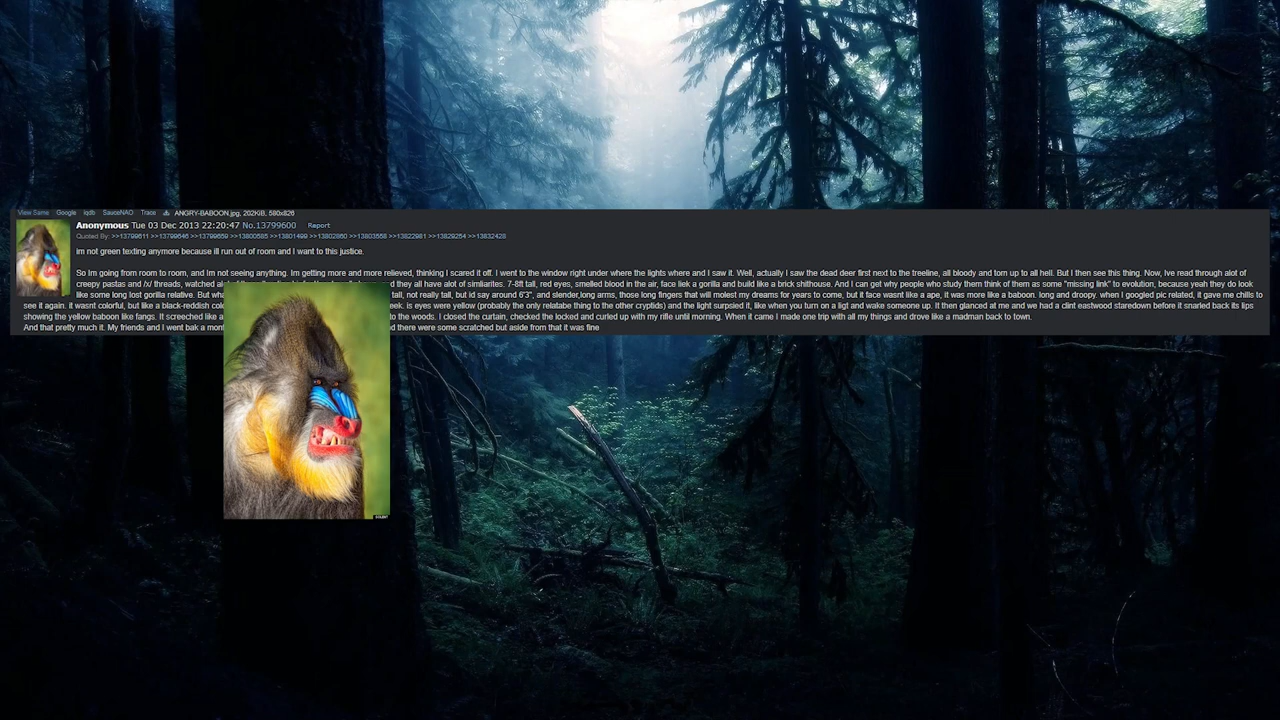 View Same Google iqdb SauceNAO Trace ANGRY-BABOON.jpg, 202KiB, 580x826
Anonymous Tue 03 Dec 2013 22:20:47 No.13799600 Report
Quoted By: >>13799611 >>13799646 >>13799659 >>13800585 >>13801499 >>13802860 >>13803558 >>13822981 >>13829254 >>13832428
im not green texting anymore because ill run out of room and I want to this justice.
So Im going from room to room, and Im not seeing anything. Im getting more and more relieved, thinking I scared it off. I went to the window right under where the lights where and I saw it. Well, actually I saw the dead deer first next to the treeline, all bloody and torn up to all hell. But I then see this thing. Now, Ive read through alot of
creepy pastas and /x/ threads, watched they all have alot of similiarites. 7-8ft tall, red eyes, smelled blood in the air, face liek a gorilla and build like a brick shithouse. And I can get why people who study them think of them as some "missing link" to evolution, because yeah they do look
like some long lost gorilla relative. But tall, not really tall, but id say around 6'3", and slender,long arms, those long fingers that will molest my dreams for years to come, but it face wasnt like a ape, it was more like a baboon. long and droopy. when I googled pic related, it gave me chills to
see it again. it wasnt colorful, but like a black-reddish is eyes were yellow (probably the only relatabe thing to the other cryptids) and the light surpsied it, like when you turn on a ligt and wake someone up. It then glanced at me and we had a clint eastwood staredown before it snarled back its lips
showing the yellow baboon like fangs. It screeched like a to the woods. I closed the curtain, checked the locked and curled up with my rifle until morning. When it came I made one trip with all my things and drove like a madman back to town.
And that pretty much it. My friends and I went bak a there were some scratched but aside from that it was fine